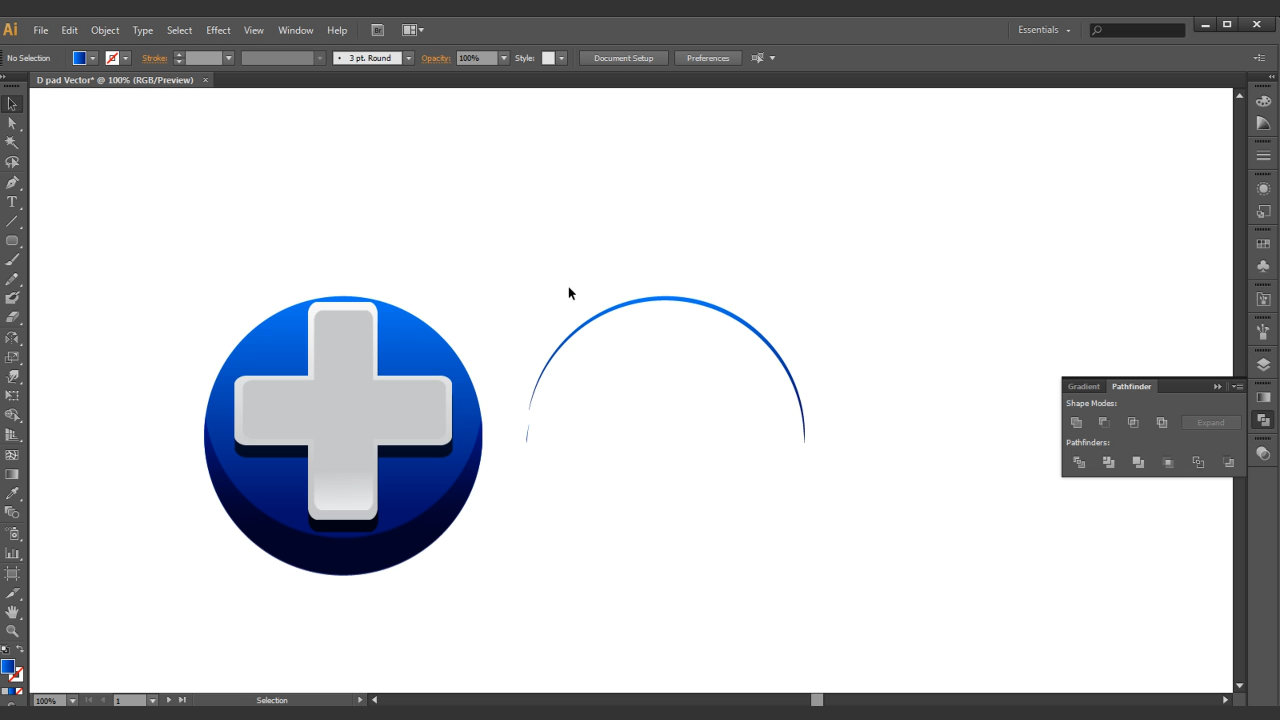 Ai File Edit Object Type Select Effect View Window Help Br Essentials
No Selection Stroke: • 3 pt. Round Opacity: 100% Style: Document Setup Preferences
D pad Vector* @ 100% (RGB/Preview) ×
T
Gradient Pathfinder
Shape Modes:
Expand
Pathfinders:
100% 1 Selection